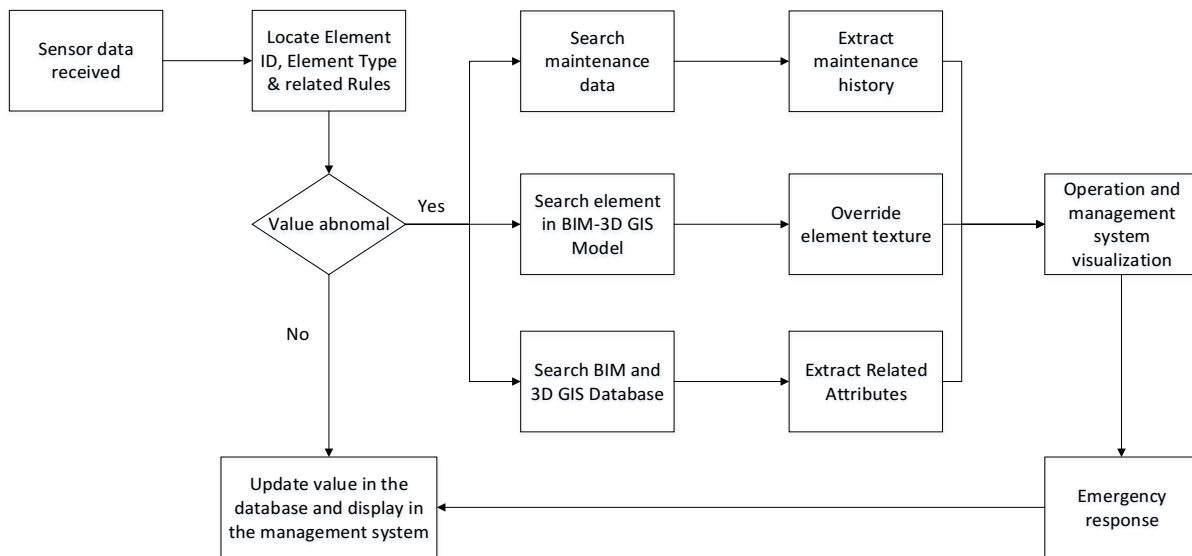 Sensor data
received
Locate Element
ID, Element Type
& related Rules
Search
maintenance
data
Extract
maintenance
history
Value abnomal
Yes
Search element
in BIM-3D GIS
Model
Override
element texture
Operation and
management
system
visualization
No
Search BIM and
3D GIS Database
Extract Related
Attributes
Update value in the
database and display in
the management system
Emergency
response